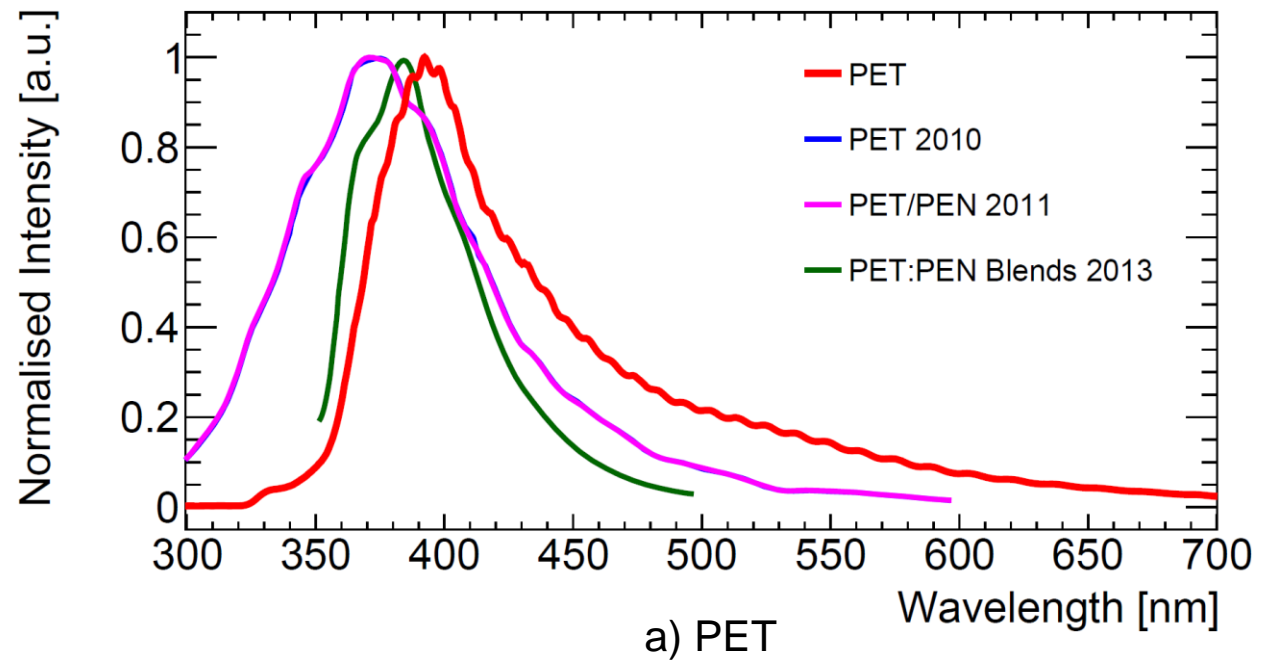 Normalised Intensity [a.u.]
1
0.8
0.6
0.4
0.2
0
PET
PET 2010
PET/PEN 2011
PET:PEN Blends 2013
300 350 400 450 500 550 600 650 700
Wavelength [nm]
a) PET